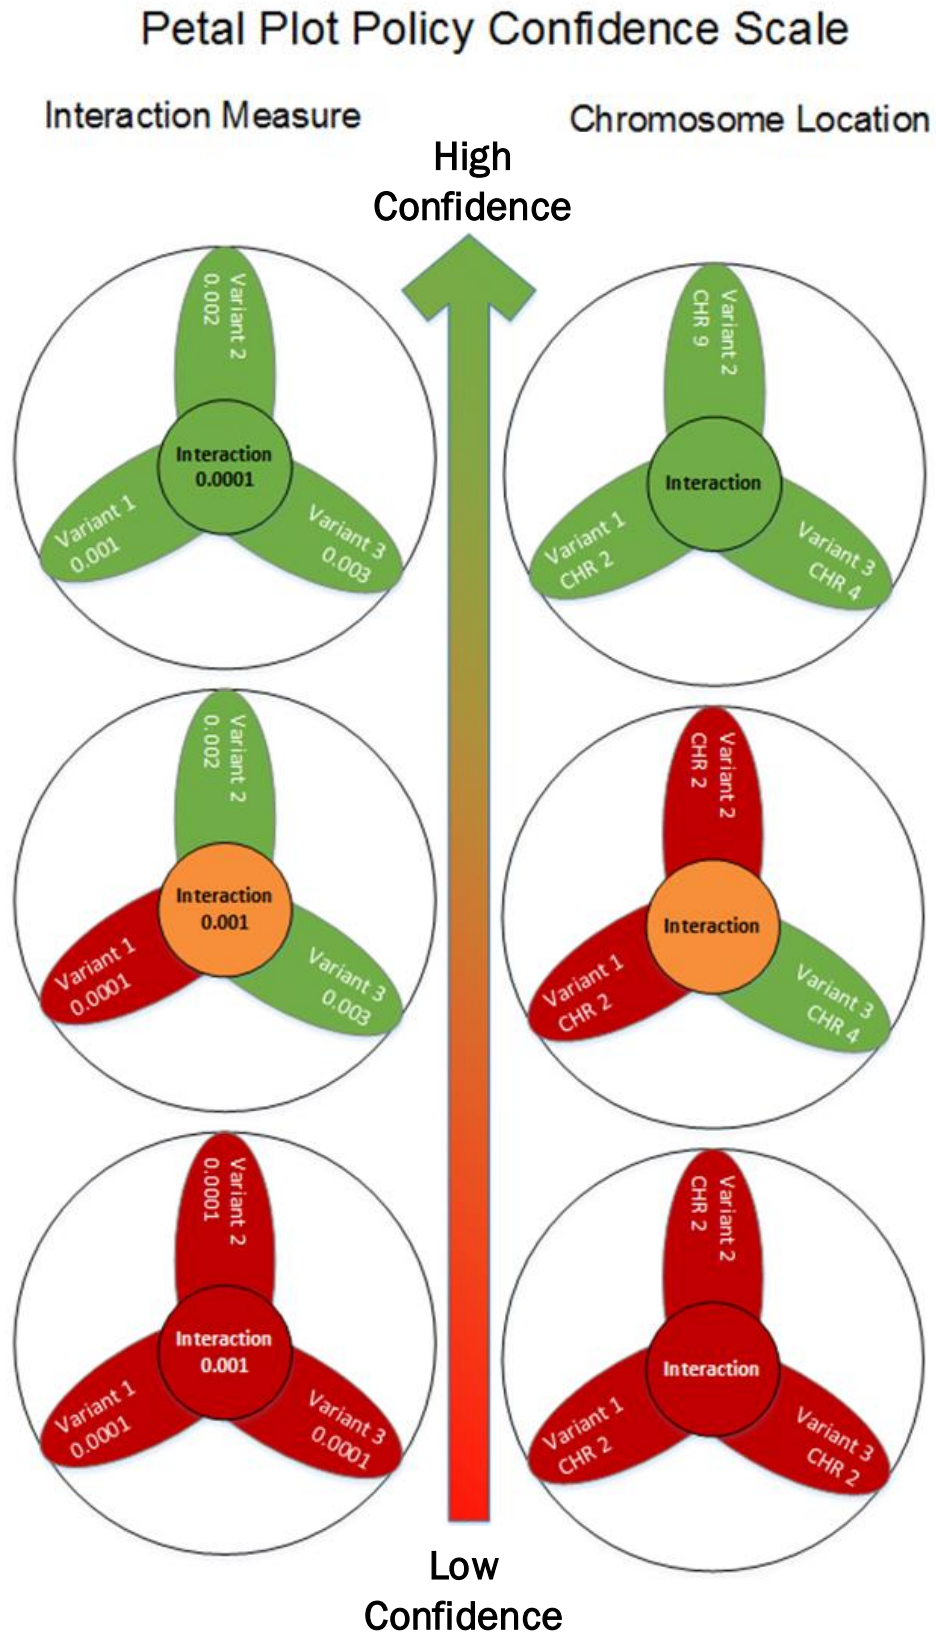 Petal Plot Policy Confidence Scale
Interaction Measure
Chromosome Location
High
Confidence
Variant 2
0.002
Interaction
0.0001
Variant 1
0.001
Variant 3
0.003
Variant 2
CHR 9
Interaction
Variant 1
CHR 2
Variant 3
CHR 4
Variant 2
0.002
Interaction
0.001
Variant 1
0.0001
Variant 3
0.003
Variant 2
CHR 2
Interaction
Variant 1
CHR 2
Variant 3
CHR 4
Variant 2
0.0001
Interaction
0.001
Variant 1
0.0001
Variant 3
0.0001
Variant 2
CHR 2
Interaction
Variant 1
CHR 2
Variant 3
CHR 2
Low
Confidence